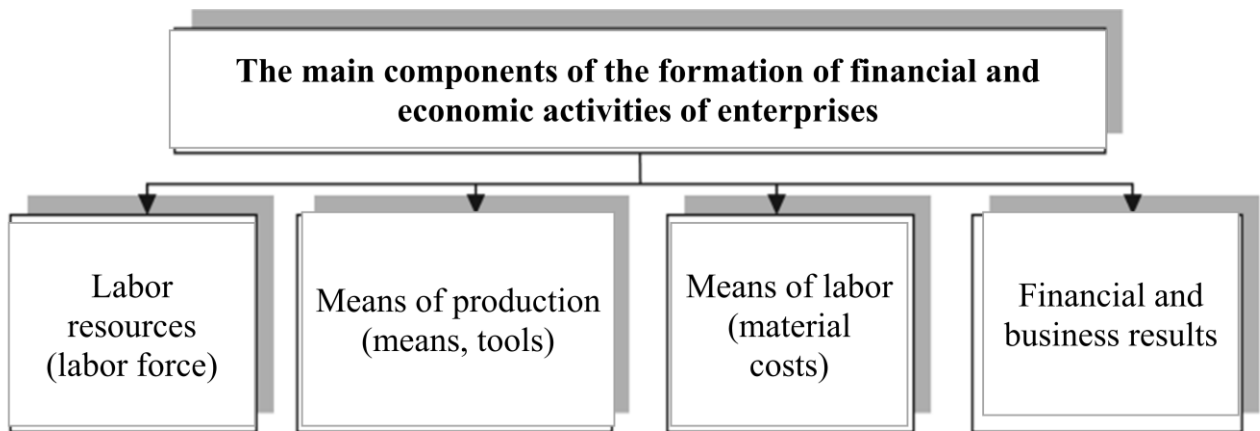 The main components of the formation of financial and
economic activities of enterprises
Labor
resources
(labor force)
Means of production
(means, tools)
Means of labor
(material
costs)
Financial and
business results